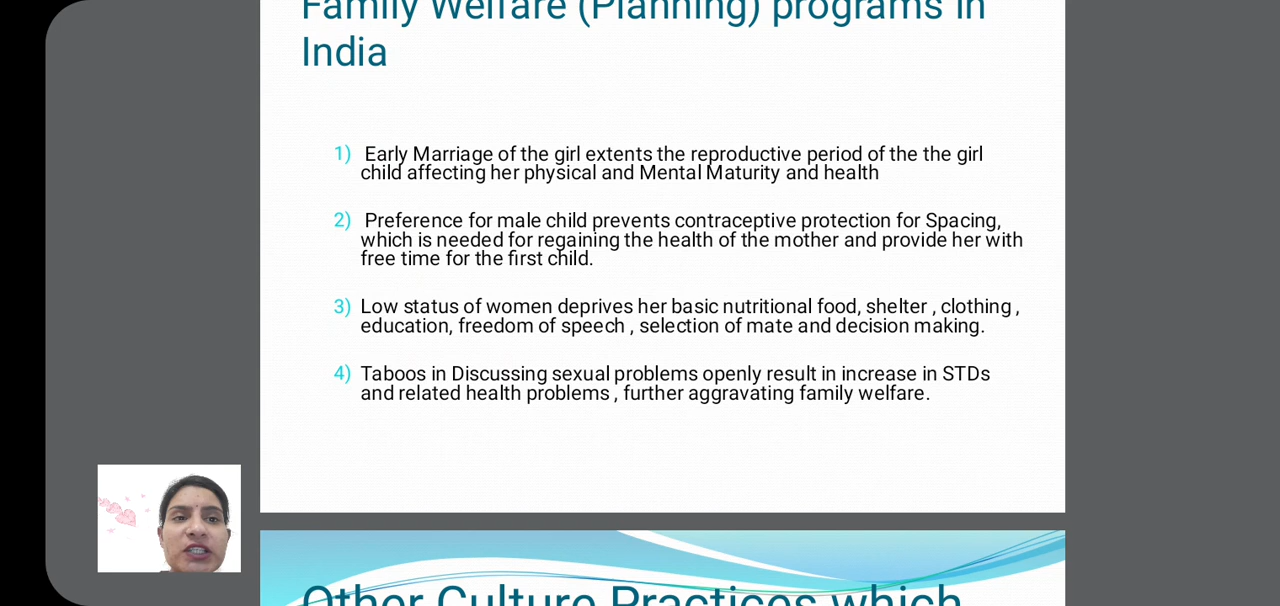 Family Welfare (Planning) programs in
India
1) Early Marriage of the girl extents the reproductive period of the the girl
child affecting her physical and Mental Maturity and health
2) Preference for male child prevents contraceptive protection for Spacing,
which is needed for regaining the health of the mother and provide her with
free time for the first child.
3) Low status of women deprives her basic nutritional food, shelter , clothing ,
education, freedom of speech , selection of mate and decision making.
4) Taboos in Discussing sexual problems openly result in increase in STDs
and related health problems , further aggravating family welfare.
Other Culture Practices which